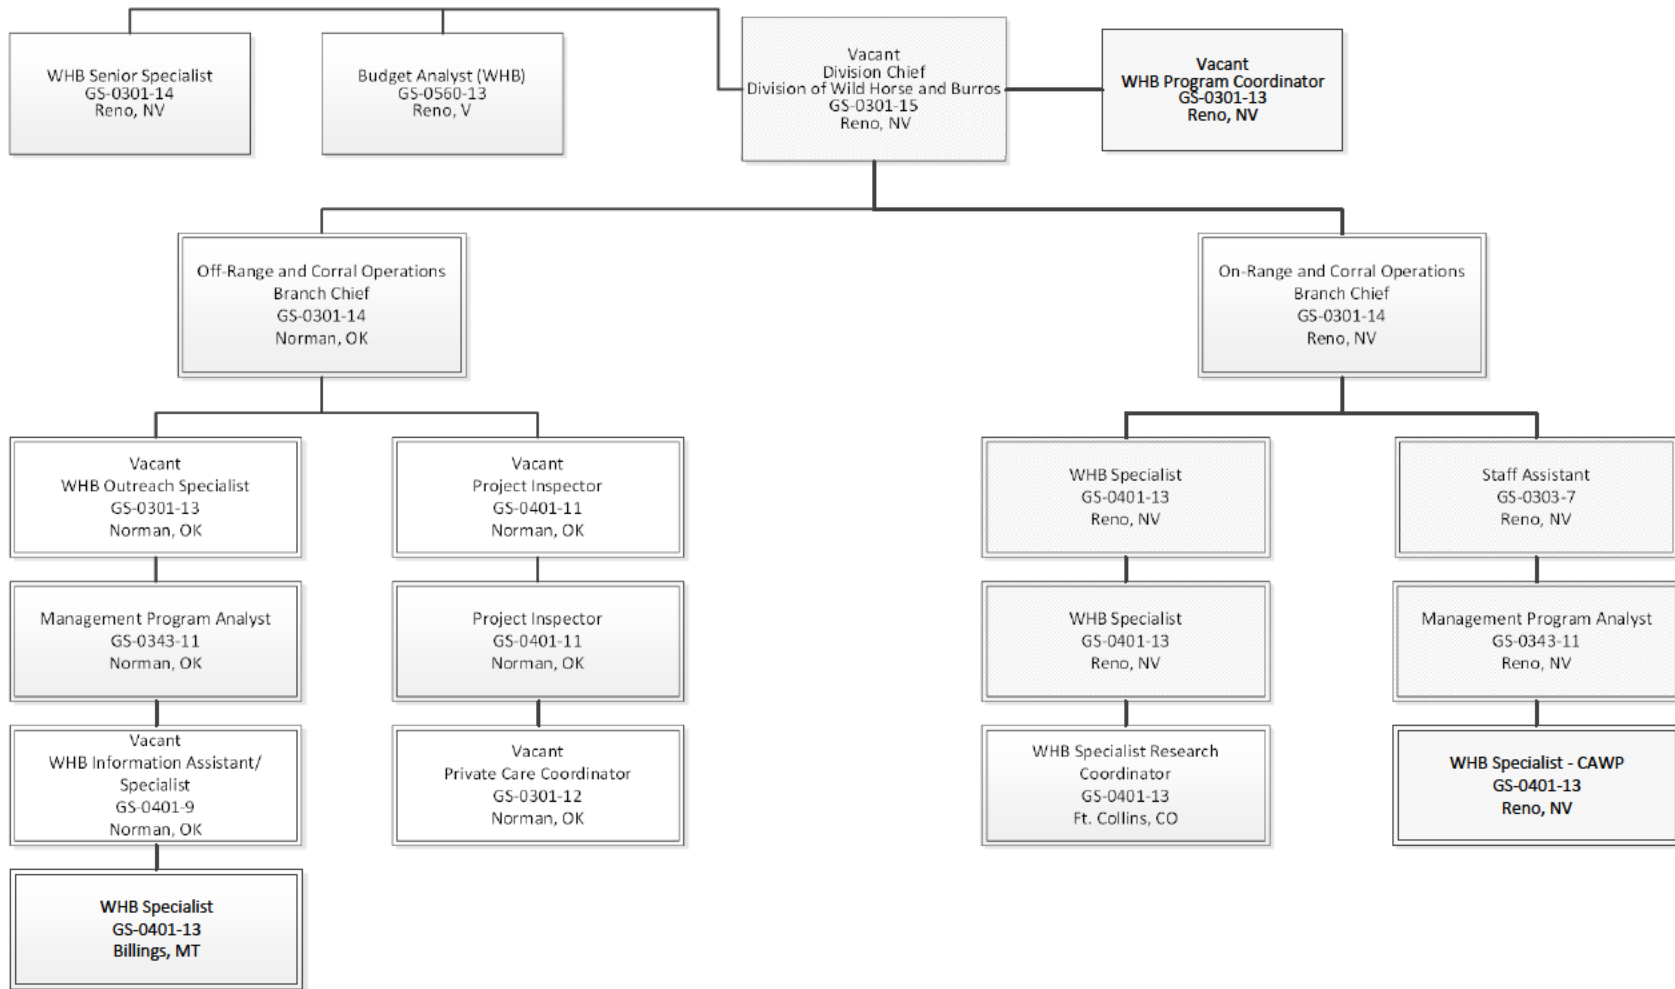 WHB Senior Specialist
GS-0301-14
Reno, NV
Budget Analyst (WHB)
GS-0560-13
Reno, V
Vacant
Division Chief
Division of Wild Horse and Burros
GS-0301-15
Reno, NV
Vacant
WHB Program Coordinator
GS-0301-13
Reno, NV
Off-Range and Corral Operations
Branch Chief
GS-0301-14
Norman, OK
On-Range and Corral Operations
Branch Chief
GS-0301-14
Reno, NV
Vacant
WHB Outreach Specialist
GS-0301-13
Norman, OK
Vacant
Project Inspector
GS-0401-11
Norman, OK
WHB Specialist
GS-0401-13
Reno, NV
Staff Assistant
GS-0303-7
Reno, NV
Management Program Analyst
GS-0343-11
Norman, OK
Project Inspector
GS-0401-11
Norman, OK
WHB Specialist
GS-0401-13
Reno, NV
Management Program Analyst
GS-0343-11
Reno, NV
Vacant
WHB Information Assistant/
Specialist
GS-0401-9
Norman, OK
Vacant
Private Care Coordinator
GS-0301-12
Norman, OK
WHB Specialist Research
Coordinator
GS-0401-13
Ft. Collins, CO
WHB Specialist - CAWP
GS-0401-13
Reno, NV
WHB Specialist
GS-0401-13
Billings, MT